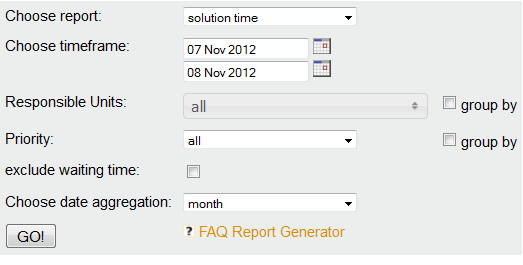 Choose report: solution time
Choose timeframe: 07 Nov 2012
08 Nov 2012
Responsible Units: all group by
Priority: all group by
exclude waiting time:
Choose date aggregation: month
GO! ? FAQ Report Generator